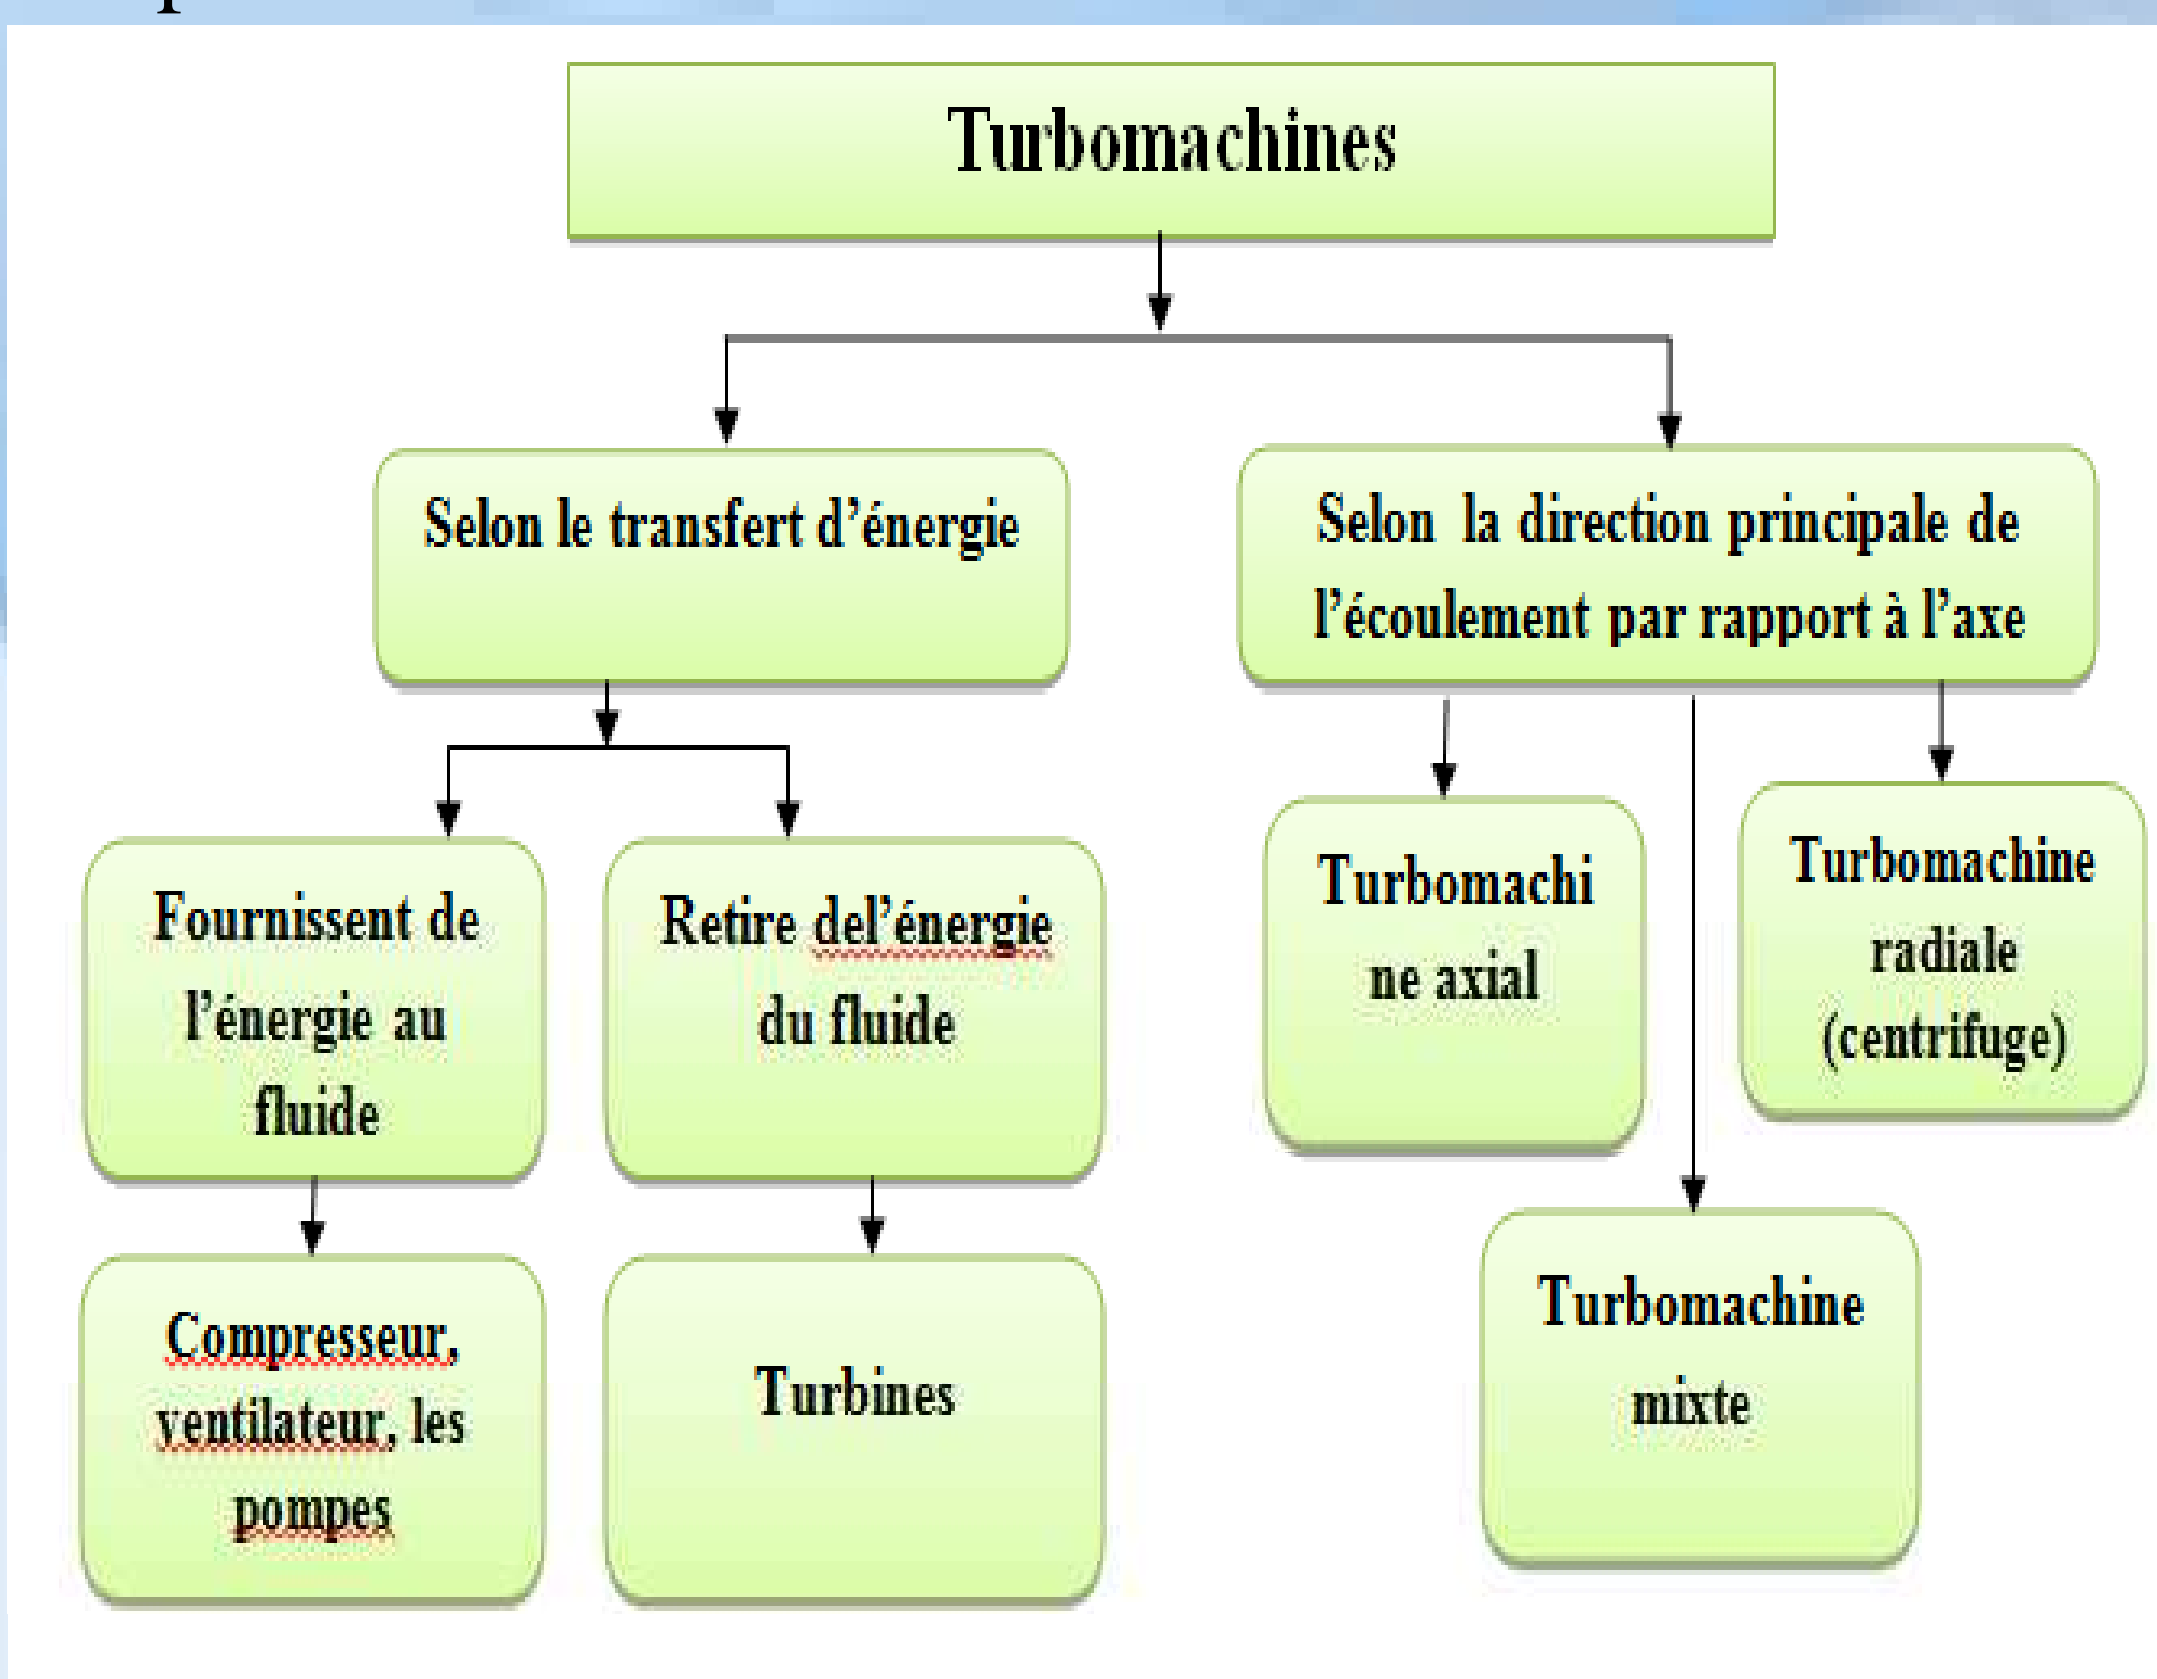 Turbomachines
Selon le transfert d’énergie
Selon la direction principale de
l’écoulement par rapport à l’axe
Fournissent de
l’énergie au
fluide
Retire del’énergie
du fluide
Turbomachi
ne axial
Turbomachine
radiale
(centrifuge)
Compresseur,
ventilateur, les
pompes
Turbines
Turbomachine
mixte